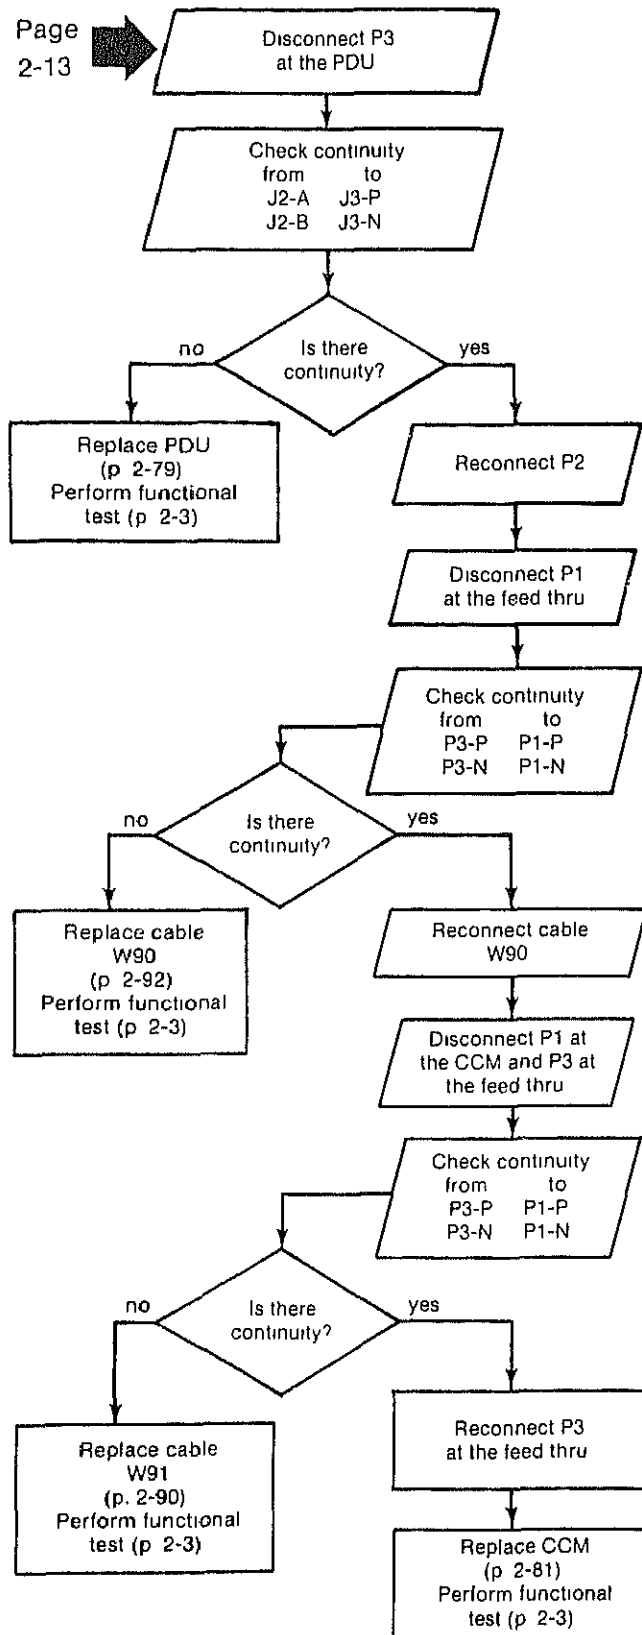 Page
2-13
Disconnect P3
at the PDU
Check continuity
from to
J2-A J3-P
J2-B J3-N
Is there
continuity?
no
yes
Replace PDU
(p 2-79)
Perform functional
test (p 2-3)
Reconnect P2
Disconnect P1
at the feed thru
Check continuity
from to
P3-P P1-P
P3-N P1-N
Is there
continuity?
no
yes
Replace cable
W90
(p 2-92)
Perform functional
test (p 2-3)
Reconnect cable
W90
Disconnect P1 at
the CCM and P3 at
the feed thru
Check continuity
from to
P3-P P1-P
P3-N P1-N
Is there
continuity?
no
yes
Replace cable
W91
(p. 2-90)
Perform functional
test (p 2-3)
Reconnect P3
at the feed thru
Replace CCM
(p 2-81)
Perform functional
test (p 2-3)